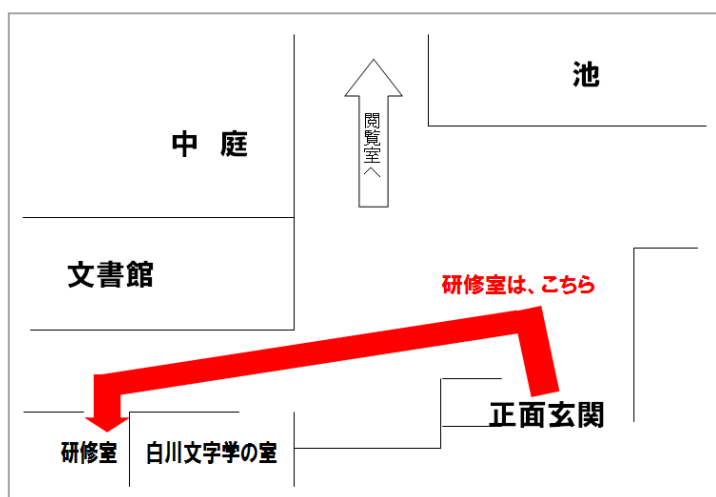 池
中 庭
閲覧室へ
文書館
研修室は、こちら
正面玄関
研修室
白川文字学の室